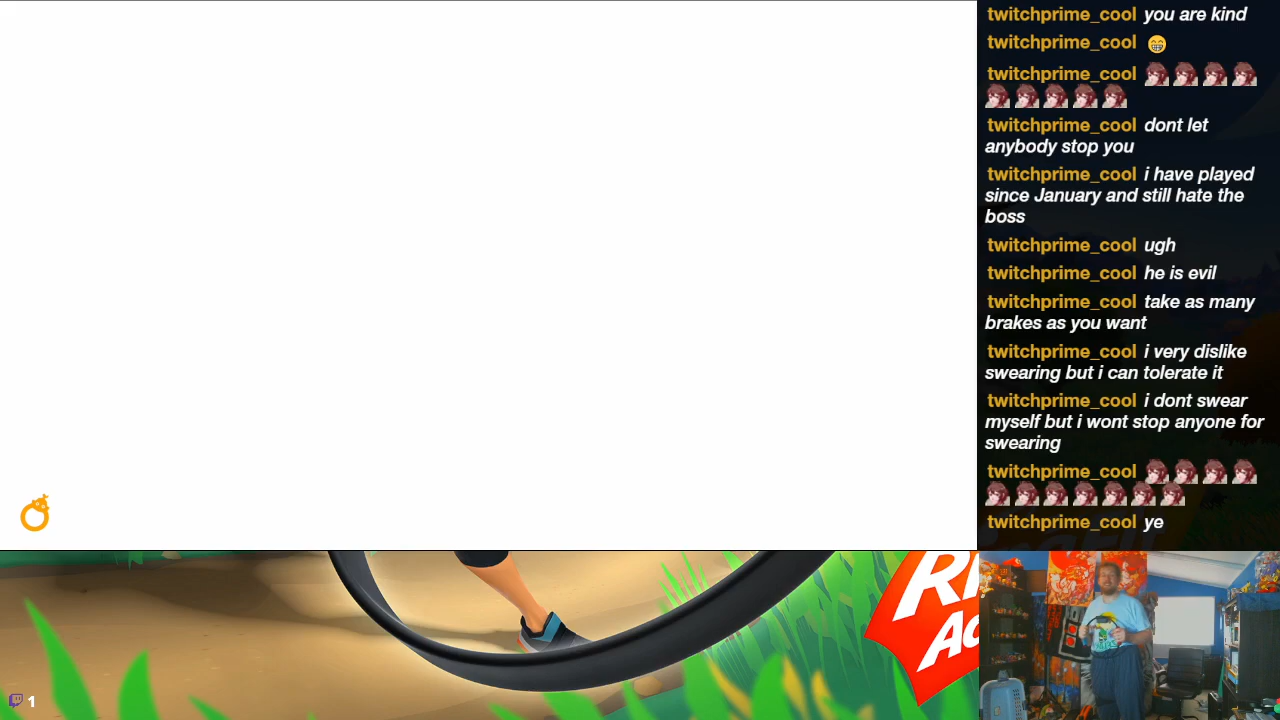 twitchprime_cool you are kind
twitchprime_cool 😁
twitchprime_cool
twitchprime_cool dont let
anybody stop you
twitchprime_cool i have played
since January and still hate the
boss
twitchprime_cool ugh
twitchprime_cool he is evil
twitchprime_cool take as many
brakes as you want
twitchprime_cool i very dislike
swearing but i can tolerate it
twitchprime_cool i dont swear
myself but i wont stop anyone for
swearing
twitchprime_cool
twitchprime_cool ye
1